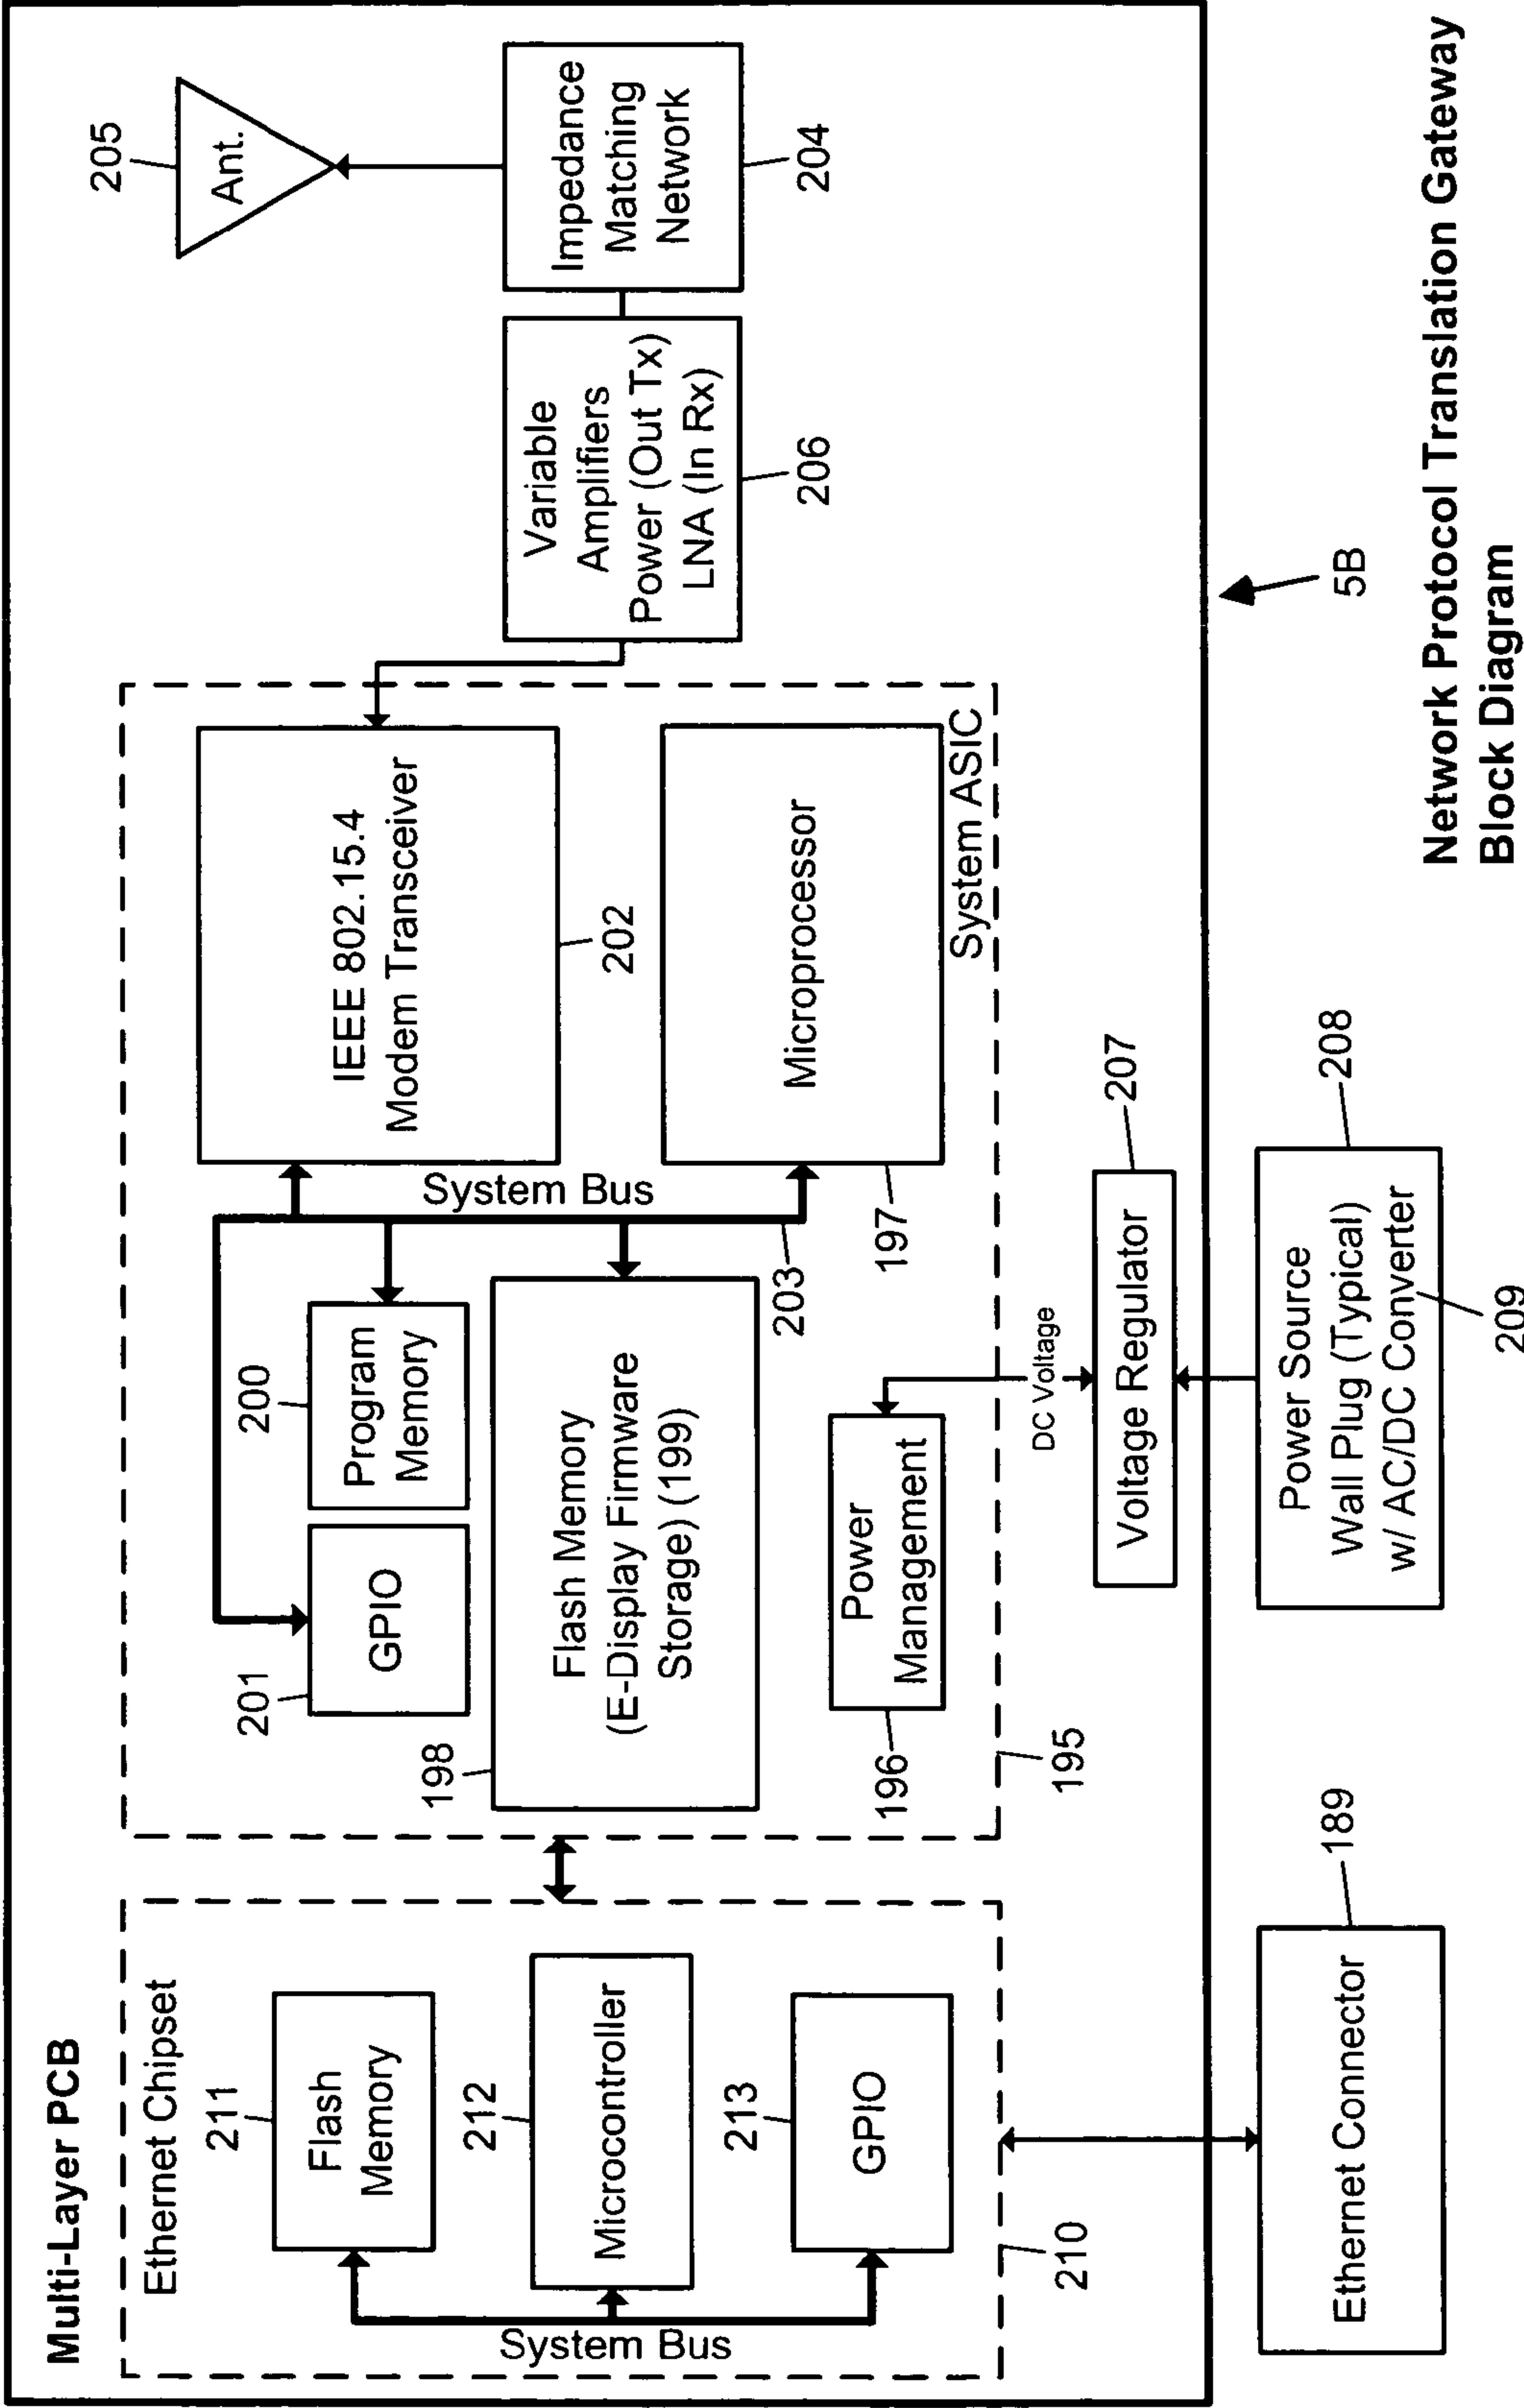 Multi-Layer PCB
Ethernet Chipset
211
Flash
Memory
212
Microcontroller
213
GPIO
System Bus
210
201
GPIO
200
Program
Memory
198
Flash Memory
(E-Display Firmware
Storage) (199)
203
System Bus
IEEE 802.15.4
Modem Transceiver
202
Microprocessor
197
System ASIC
Power
Management
196
195
205
Ant.
Variable
Amplifiers
Power (Out Tx)
LNA (In Rx)
206
Impedance
Matching
Network
204
DC Voltage
Voltage Regulator
207
5B
Ethernet Connector
189
Power Source
Wall Plug (Typical)
w/ AC/DC Converter
208
209
Network Protocol Translation Gateway
Block Diagram